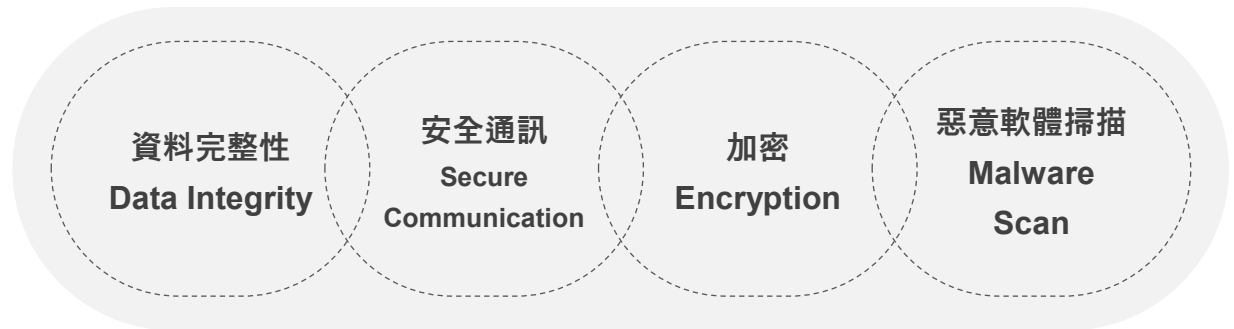 資料完整性
Data Integrity
安全通訊
Secure
Communication
加密
Encryption
惡意軟體掃描
Malware
Scan